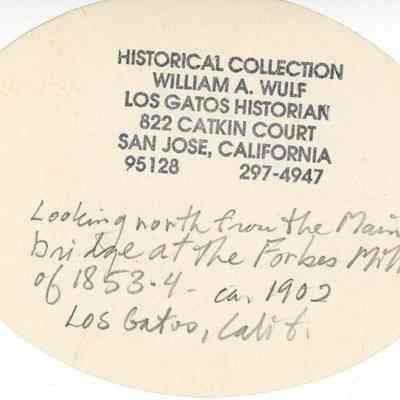 HISTORICAL COLLECTION
WILLIAM A. WULF
LOS GATOS HISTORIAN
822 CATKIN COURT
SAN JOSE, CALIFORNIA
95128 297-4947
Looking north from the Main
bridge at the Forbes Mill
of 1853-4 - ca. 1902
Los Gatos, Calif.